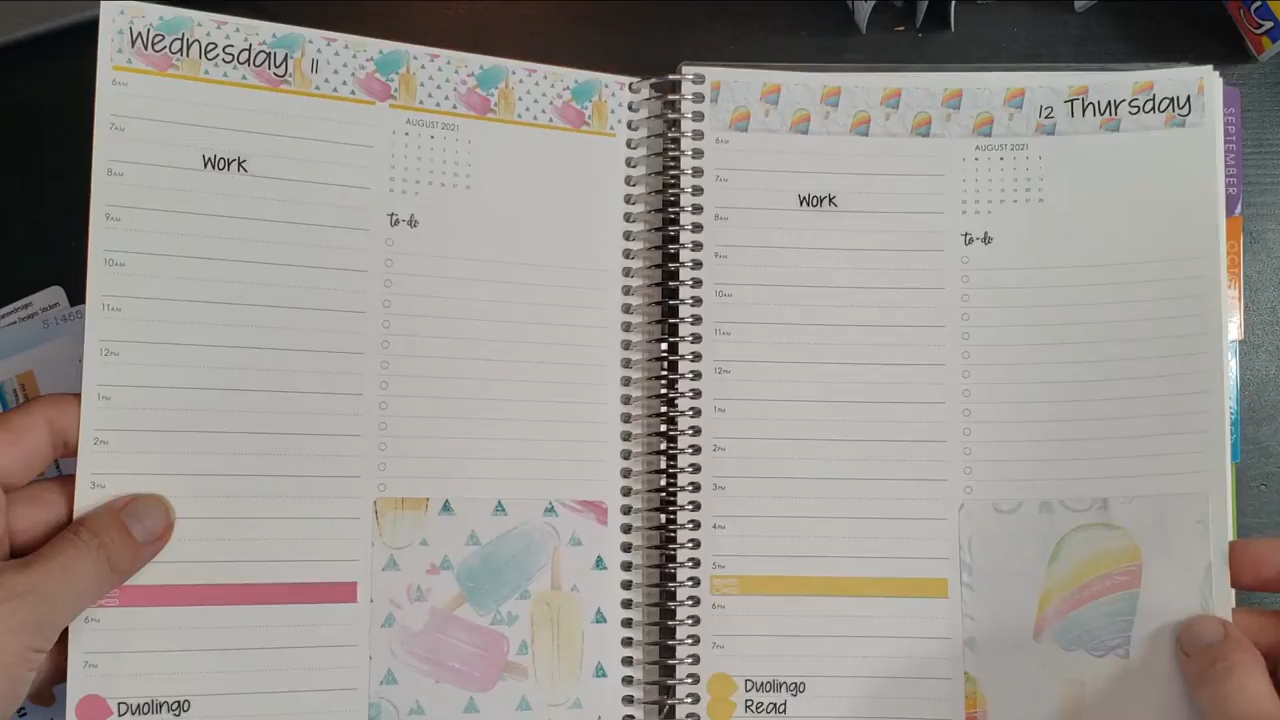 Wednesday 11
6AM
7AM
Work
8AM
9AM
10AM
11AM
12PM
1PM
2PM
3PM
6PM
7PM
Duolingo
AUGUST 2021
to-do
12 Thursday
6AM
7AM
Work
8AM
9AM
10AM
11AM
12PM
1PM
2PM
3PM
4PM
5PM
6PM
7PM
Duolingo
Read
AUGUST 2021
to-do
SEPTEMBER
S-1455